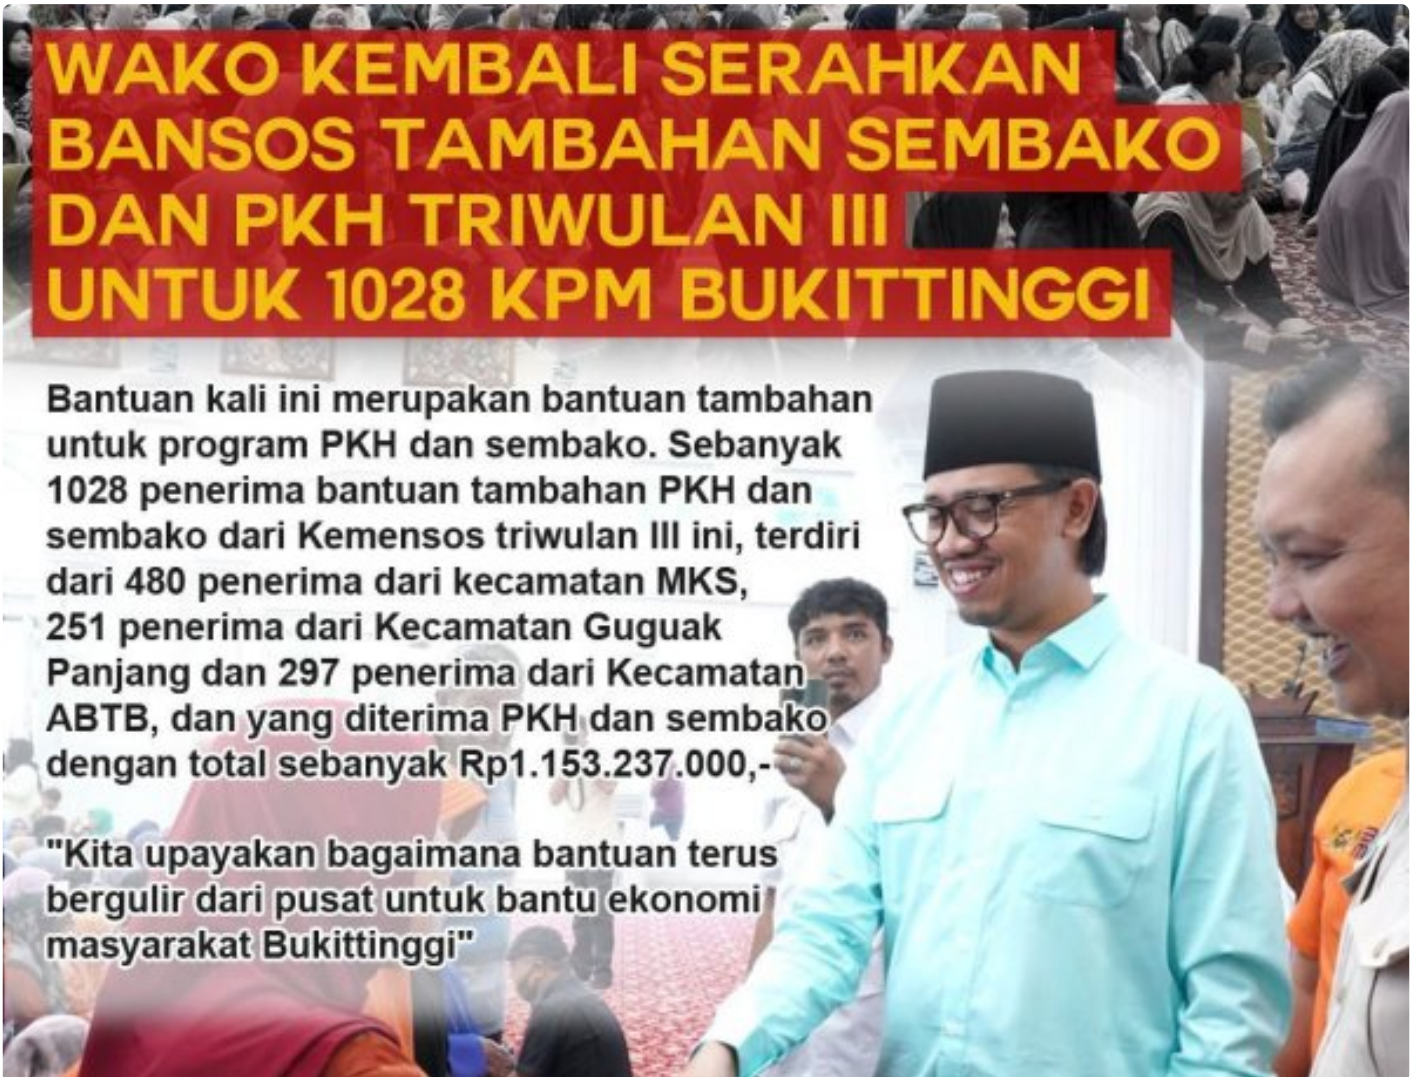 WAKO KEMBALI SERAHKAN
BANSOS TAMBAHAN SEMBAKO
DAN PKH TRIWULAN III
UNTUK 1028 KPM BUKITTINGGI
Bantuan kali ini merupakan bantuan tambahan
untuk program PKH dan sembako. Sebanyak
1028 penerima bantuan tambahan PKH dan
sembako dari Kemensos triwulan III ini, terdiri
dari 480 penerima dari kecamatan MKS,
251 penerima dari Kecamatan Guguak
Panjang dan 297 penerima dari Kecamatan
ABTB, dan yang diterima PKH dan sembako
dengan total sebanyak Rp1.153.237.000,-
"Kita upayakan bagaimana bantuan terus
bergulir dari pusat untuk bantu ekonomi
masyarakat Bukittinggi"